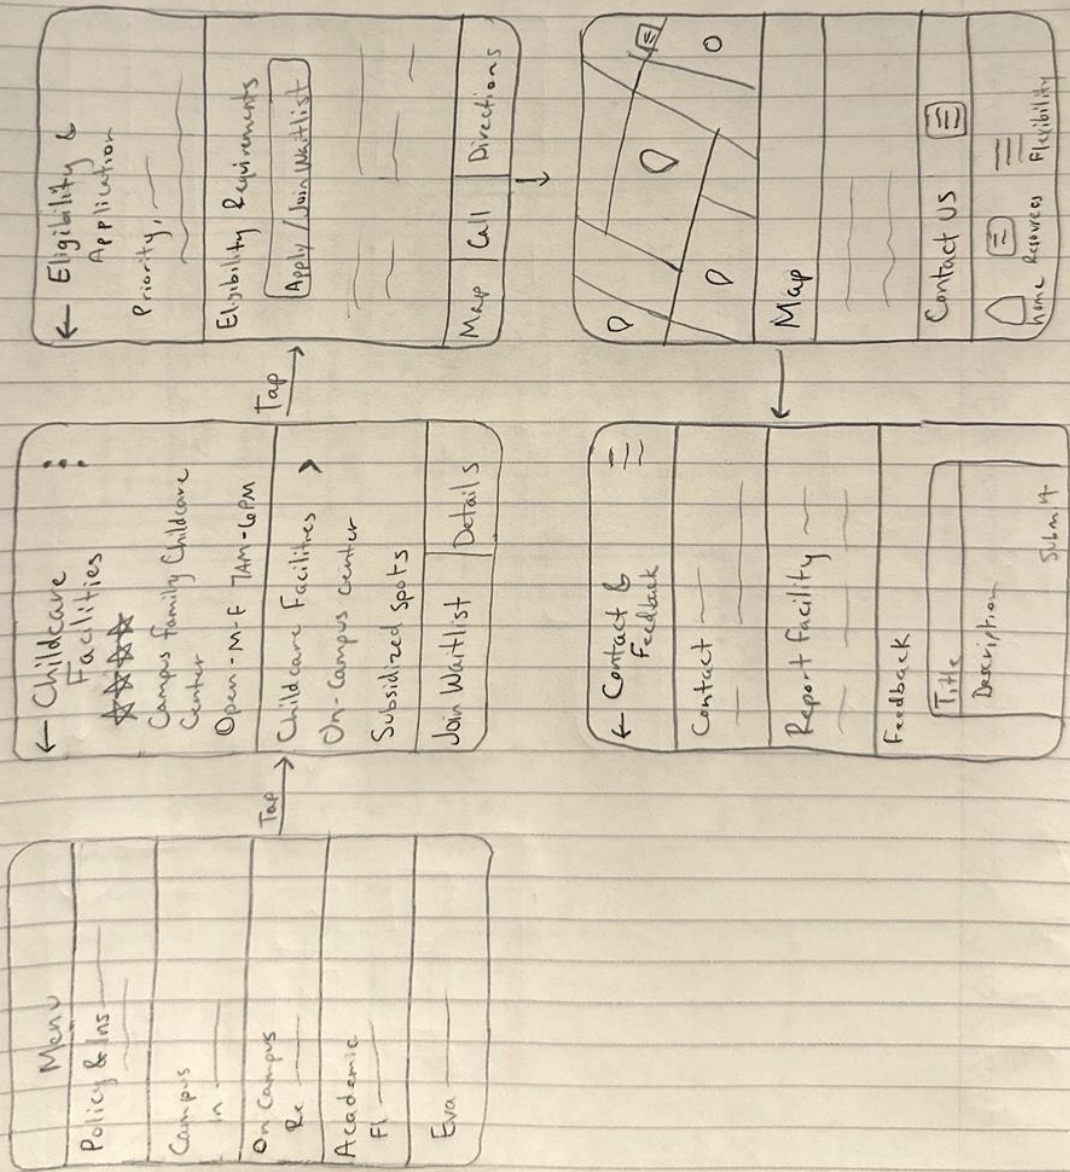 Menu
Policy & Ins
Campus
In
On Campus
Re
Academic
Fl
Eva
Tap
← Childcare
Facilities
Campus Family Childcare
Center
Open - M-F 7AM-6PM
Childcare Facilities >
On-Campus center
Subsidized spots
Join Waitlist Details
Tap
← Eligibility &
Application
Priority,
Eligibility Requirements
Apply/Join Waitlist
Map Call Directions
Map
Contact US
home Resources Flexibility
← Contact &
Feedback
Contact
Report Facility
Feedback
Title
Description
Submit